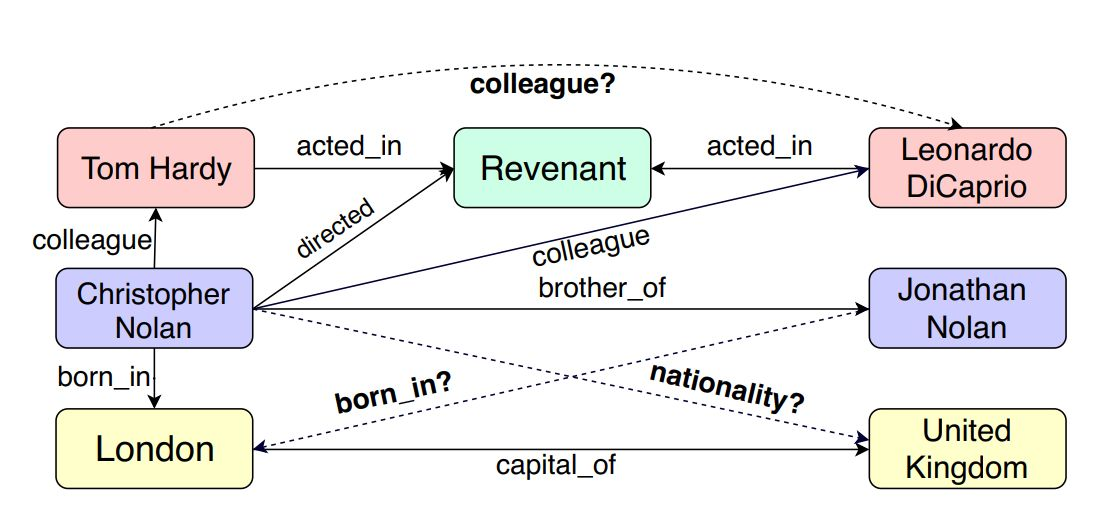 colleague?
Tom Hardy
acted_in
Revenant
acted_in
Leonardo
DiCaprio
colleague
directed
colleague
Christopher
Nolan
brother_of
Jonathan
Nolan
born_in
born_in?
nationality?
London
capital_of
United
Kingdom